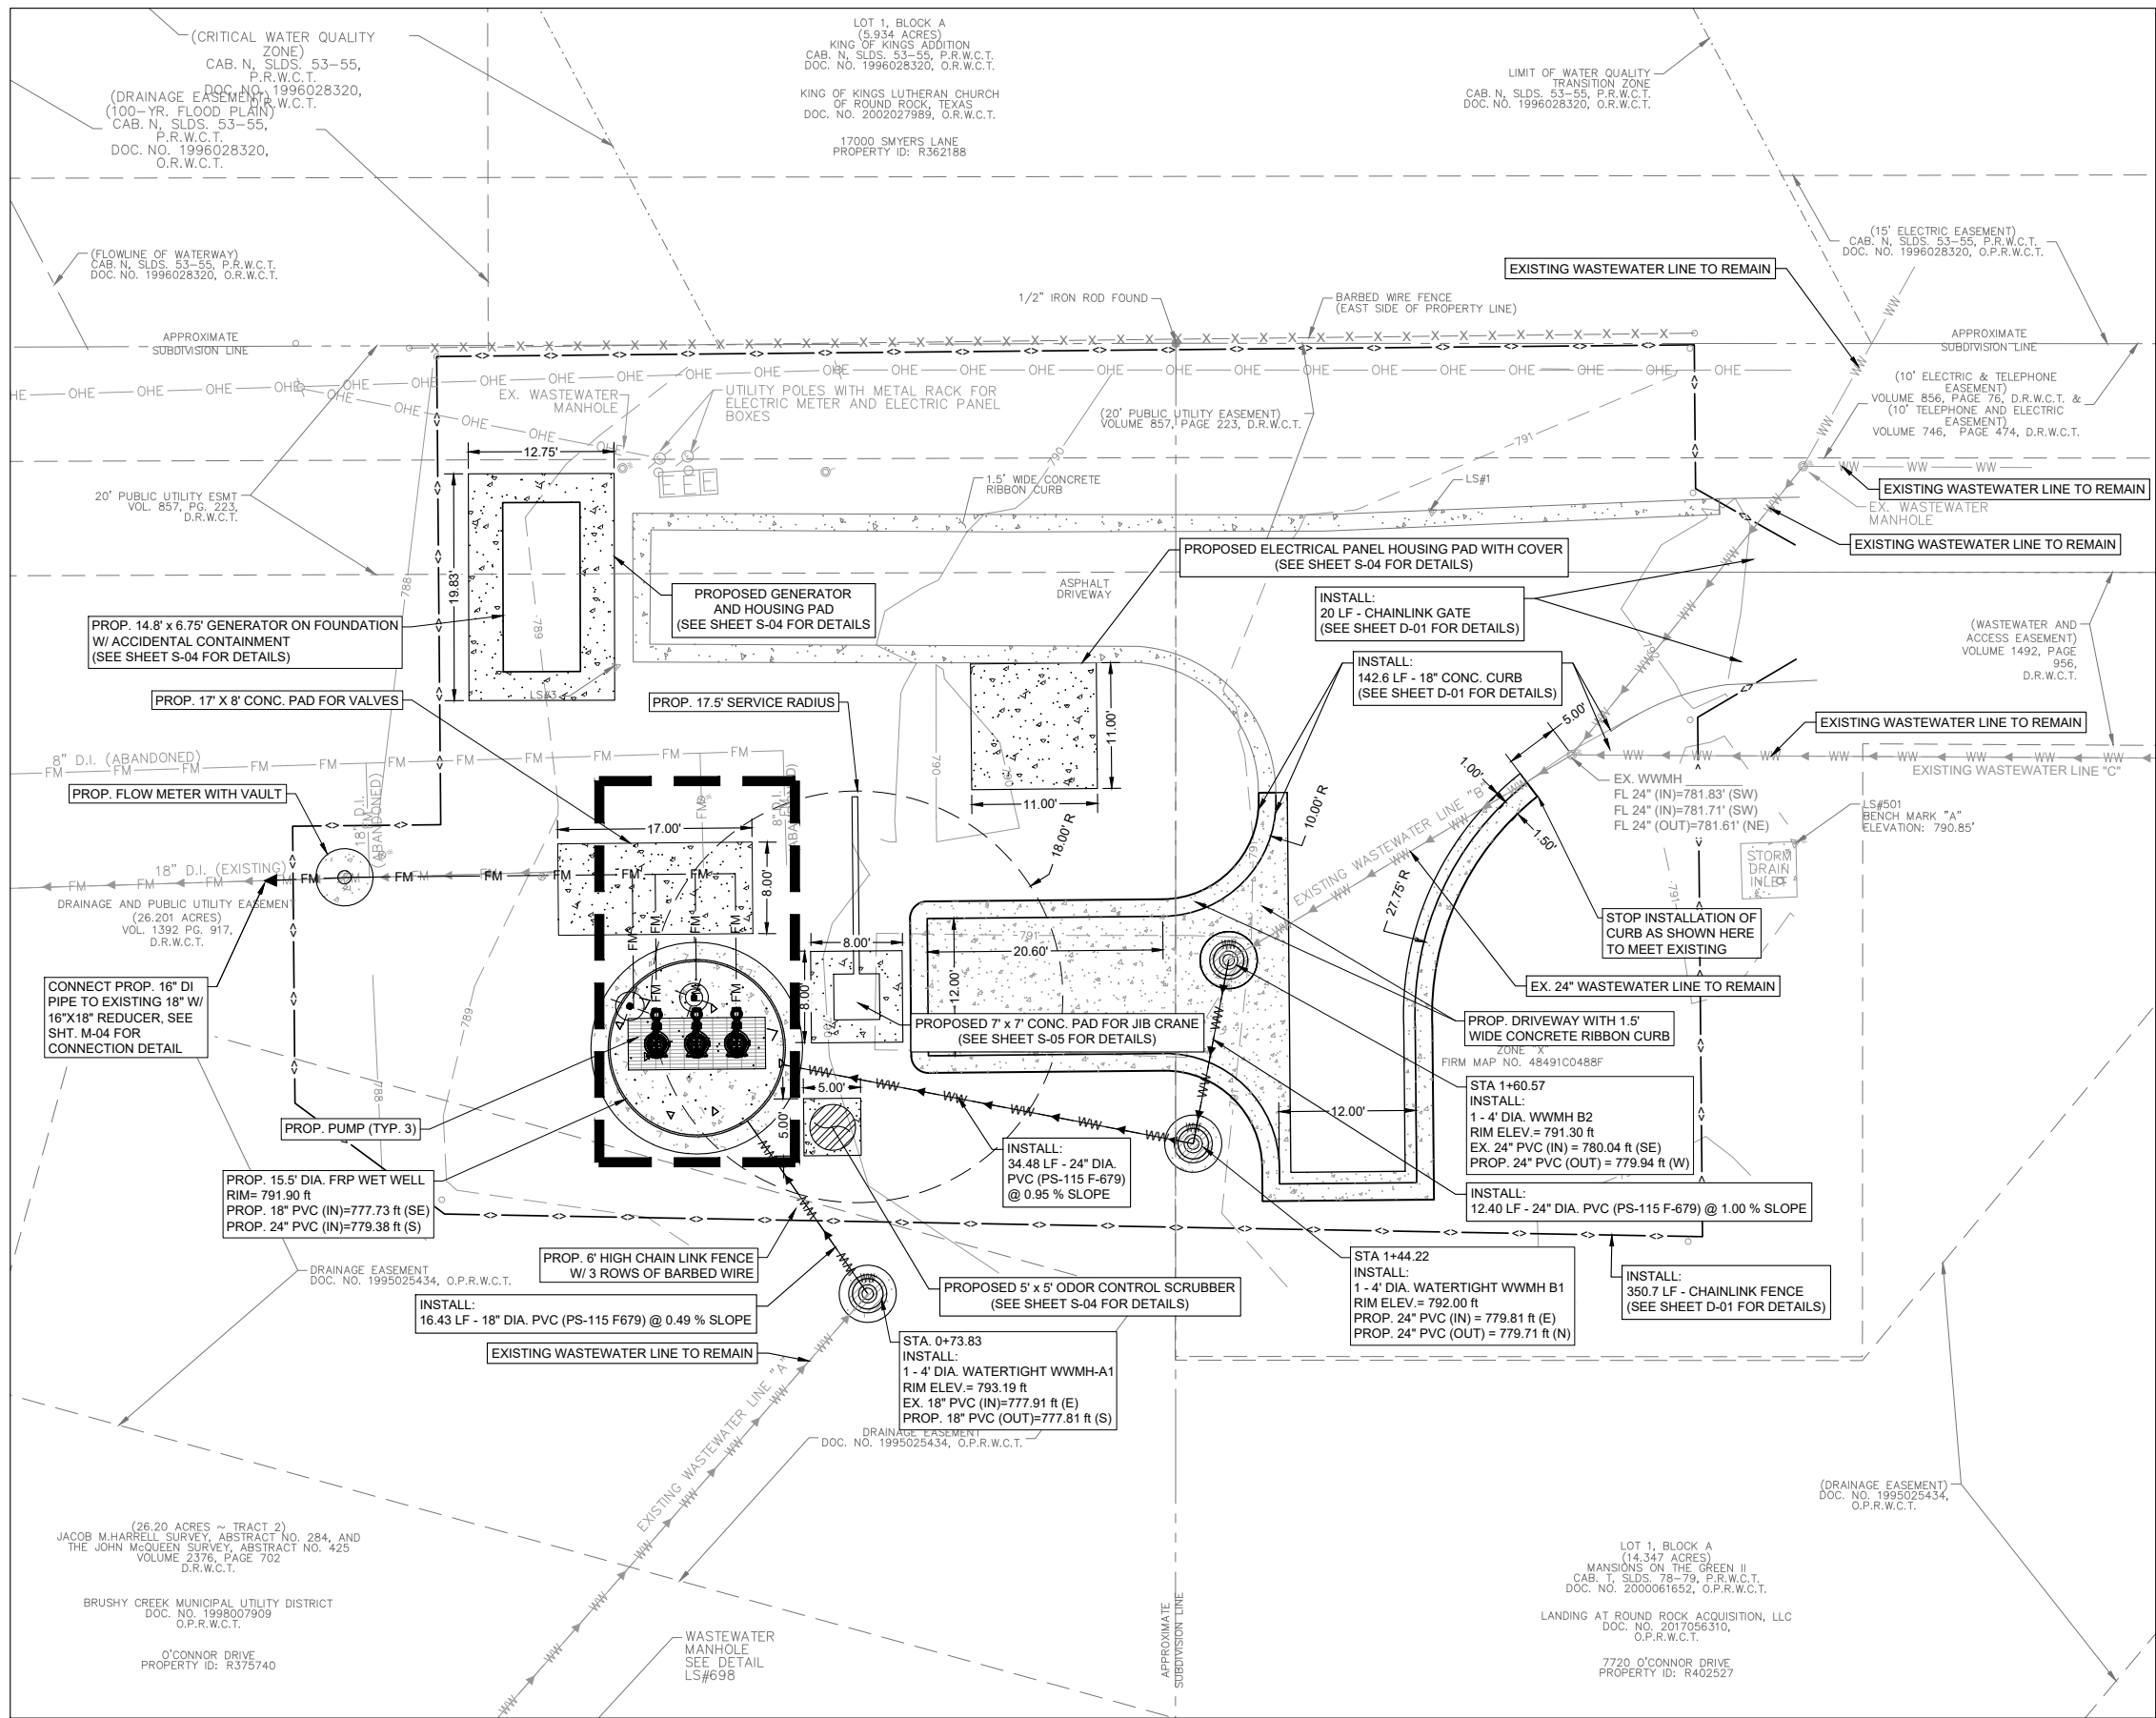 (CRITICAL WATER QUALITY
ZONE)
CAB. N, SLDS. 53-55,
P.R.W.C.T.
DOC. NO. 1996028320,
O.R.W.C.T.
(DRAINAGE EASEMENT)
(100-YR. FLOOD PLAIN)
CAB. N, SLDS. 53-55,
P.R.W.C.T.
DOC. NO. 1996028320,
O.R.W.C.T.
LOT 1, BLOCK A
(5.934 ACRES)
KING OF KINGS ADDITION
CAB. N, SLDS. 53-55, P.R.W.C.T.
DOC. NO. 1996028320, O.R.W.C.T.
KING OF KINGS LUTHERAN CHURCH
OF ROUND ROCK, TEXAS
DOC. NO. 2002027989, O.R.W.C.T.
17000 SMYERS LANE
PROPERTY ID: R362188
LIMIT OF WATER QUALITY
TRANSITION ZONE
CAB. N, SLDS. 53-55, P.R.W.C.T.
DOC. NO. 1996028320, O.R.W.C.T.
(FLOWLINE OF WATERWAY)
CAB. N, SLDS. 53-55, P.R.W.C.T.
DOC. NO. 1996028320, O.R.W.C.T.
(15' ELECTRIC EASEMENT)
CAB. N, SLDS. 53-55, P.R.W.C.T.
DOC. NO. 1996028320, O.P.R.W.C.T.
EXISTING WASTEWATER LINE TO REMAIN
1/2" IRON ROD FOUND
BARBED WIRE FENCE
(EAST SIDE OF PROPERTY LINE)
APPROXIMATE
SUBDIVISION LINE
APPROXIMATE
SUBDIVISION LINE
EX. WASTEWATER
MANHOLE
UTILITY POLES WITH METAL RACK FOR
ELECTRIC METER AND ELECTRIC PANEL
BOXES
(20' PUBLIC UTILITY EASEMENT)
VOLUME 857, PAGE 223, D.R.W.C.T.
(10' ELECTRIC & TELEPHONE
EASEMENT)
VOLUME 856, PAGE 76, D.R.W.C.T. &
(10' TELEPHONE AND ELECTRIC
EASEMENT)
VOLUME 746, PAGE 474, D.R.W.C.T.
OHE OHE OHE OHE OHE OHE
12.75'
790
791
E E E
20' PUBLIC UTILITY ESMT
VOL. 857, PG. 223,
D.R.W.C.T.
1.5' WIDE CONCRETE
RIBBON CURB
LS#1
EXISTING WASTEWATER LINE TO REMAIN
EX. WASTEWATER
MANHOLE
EXISTING WASTEWATER LINE TO REMAIN
PROPOSED ELECTRICAL PANEL HOUSING PAD WITH COVER
(SEE SHEET S-04 FOR DETAILS)
788
19.83'
789
PROPOSED GENERATOR
AND HOUSING PAD
(SEE SHEET S-04 FOR DETAILS
ASPHALT
DRIVEWAY
INSTALL:
20 LF - CHAINLINK GATE
(SEE SHEET D-01 FOR DETAILS)
PROP. 14.8' x 6.75' GENERATOR ON FOUNDATION
W/ ACCIDENTAL CONTAINMENT
(SEE SHEET S-04 FOR DETAILS)
(WASTEWATER AND
ACCESS EASEMENT)
VOLUME 1492, PAGE
956,
D.R.W.C.T.
INSTALL:
142.6 LF - 18" CONC. CURB
(SEE SHEET D-01 FOR DETAILS)
LS#3
PROP. 17' X 8' CONC. PAD FOR VALVES
PROP. 17.5' SERVICE RADIUS
11.00'
11.00'
5.00'
EXISTING WASTEWATER LINE TO REMAIN
8" D.I. (ABANDONED)
FM FM FM FM FM FM
EXISTING WASTEWATER LINE "C"
PROP. FLOW METER WITH VAULT
18" D.I.
(ABANDONED)
17.00'
8.00'
18.00' R
10.00' R
1.00'
1.50'
EX. WWMH
FL 24" (IN)=781.83' (SW)
FL 24" (IN)=781.71' (SW)
FL 24" (OUT)=781.61' (NE)
LS#501
BENCH MARK "A"
ELEVATION: 790.85'
STORM
DRAIN
INLET
18" D.I. (EXISTING)
EXISTING WASTEWATER LINE "B"
27.75' R
DRAINAGE AND PUBLIC UTILITY EASEMENT
(26.201 ACRES)
VOL. 1392 PG. 917,
D.R.W.C.T.
STOP INSTALLATION OF
CURB AS SHOWN HERE
TO MEET EXISTING
8.00'
8.00'
20.60'
12.00'
EX. 24" WASTEWATER LINE TO REMAIN
CONNECT PROP. 16" DI
PIPE TO EXISTING 18" W/
16"X18" REDUCER, SEE
SHT. M-04 FOR
CONNECTION DETAIL
PROPOSED 7' x 7' CONC. PAD FOR JIB CRANE
(SEE SHEET S-05 FOR DETAILS)
PROP. DRIVEWAY WITH 1.5'
WIDE CONCRETE RIBBON CURB
ZONE "X"
FIRM MAP NO. 48491C0488F
STA 1+60.57
INSTALL:
1 - 4' DIA. WWMH B2
RIM ELEV.= 791.30 ft
EX. 24" PVC (IN) = 780.04 ft (SE)
PROP. 24" PVC (OUT) = 779.94 ft (W)
5.00'
5.00'
12.00'
PROP. PUMP (TYP. 3)
INSTALL:
34.48 LF - 24" DIA.
PVC (PS-115 F-679)
@ 0.95 % SLOPE
PROP. 15.5' DIA. FRP WET WELL
RIM= 791.90 ft
PROP. 18" PVC (IN)=777.73 ft (SE)
PROP. 24" PVC (IN)=779.38 ft (S)
INSTALL:
12.40 LF - 24" DIA. PVC (PS-115 F-679) @ 1.00 % SLOPE
PROP. 6' HIGH CHAIN LINK FENCE
W/ 3 ROWS OF BARBED WIRE
STA 1+44.22
INSTALL:
1 - 4' DIA. WATERTIGHT WWMH B1
RIM ELEV.= 792.00 ft
PROP. 24" PVC (IN) = 779.81 ft (E)
PROP. 24" PVC (OUT) = 779.71 ft (N)
INSTALL:
350.7 LF - CHAINLINK FENCE
(SEE SHEET D-01 FOR DETAILS)
DRAINAGE EASEMENT
DOC. NO. 1995025434, O.P.R.W.C.T.
PROPOSED 5' x 5' ODOR CONTROL SCRUBBER
(SEE SHEET S-04 FOR DETAILS)
INSTALL:
16.43 LF - 18" DIA. PVC (PS-115 F679) @ 0.49 % SLOPE
EXISTING WASTEWATER LINE TO REMAIN
STA. 0+73.83
INSTALL:
1 - 4' DIA. WATERTIGHT WWMH-A1
RIM ELEV.= 793.19 ft
EX. 18" PVC (IN)=777.91 ft (E)
PROP. 18" PVC (OUT)=777.81 ft (S)
EXISTING WASTEWATER LINE "A"
DRAINAGE EASEMENT
DOC. NO. 1995025434, O.P.R.W.C.T.
(DRAINAGE EASEMENT)
DOC. NO. 1995025434,
O.P.R.W.C.T.
(26.20 ACRES ~ TRACT 2)
JACOB M.HARRELL SURVEY, ABSTRACT NO. 284, AND
THE JOHN McQUEEN SURVEY, ABSTRACT NO. 425
VOLUME 2376, PAGE 702
D.R.W.C.T.
BRUSHY CREEK MUNICIPAL UTILITY DISTRICT
DOC. NO. 1998007909
O.P.R.W.C.T.
O'CONNOR DRIVE
PROPERTY ID: R375740
WASTEWATER
MANHOLE
SEE DETAIL
LS#698
APPROXIMATE
SUBDIVISION LINE
LOT 1, BLOCK A
(14.347 ACRES)
MANSIONS ON THE GREEN II
CAB. T, SLDS. 78-79, P.R.W.C.T.
DOC. NO. 2000061652, O.P.R.W.C.T.
LANDING AT ROUND ROCK ACQUISITION, LLC
DOC. NO. 2017056310,
O.P.R.W.C.T.
7720 O'CONNOR DRIVE
PROPERTY ID: R402527